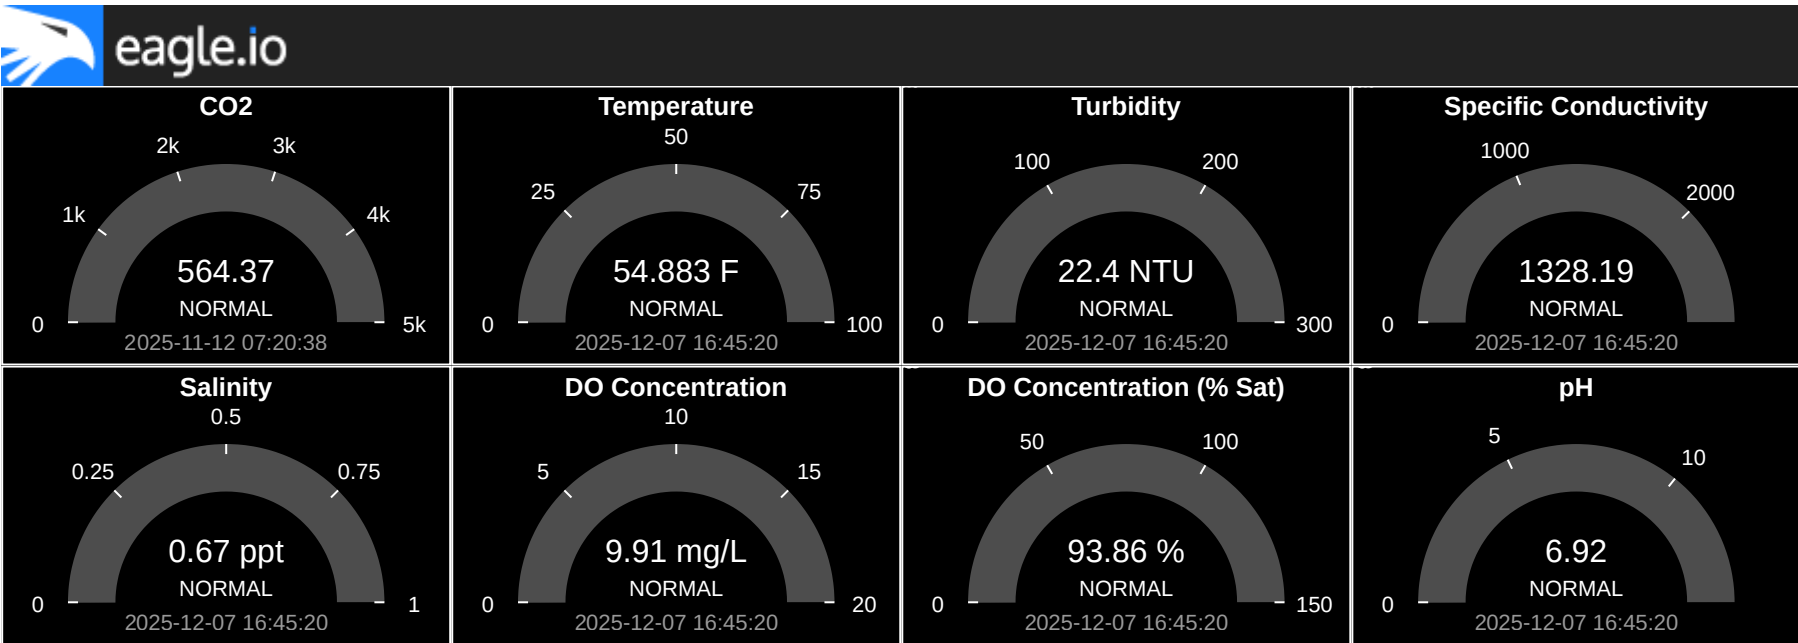 eagle.io
CO2
2k
3k
1k
4k
564.37
NORMAL
0
5k
2025-11-12 07:20:38
Temperature
50
25
75
54.883 F
NORMAL
0
100
2025-12-07 16:45:20
Turbidity
100
200
22.4 NTU
NORMAL
0
300
2025-12-07 16:45:20
Specific Conductivity
1000
2000
1328.19
NORMAL
0
2025-12-07 16:45:20
Salinity
0.5
0.25
0.75
0.67 ppt
NORMAL
0
1
2025-12-07 16:45:20
DO Concentration
10
5
15
9.91 mg/L
NORMAL
0
20
2025-12-07 16:45:20
DO Concentration (% Sat)
50
100
93.86 %
NORMAL
0
150
2025-12-07 16:45:20
pH
5
10
6.92
NORMAL
0
2025-12-07 16:45:20